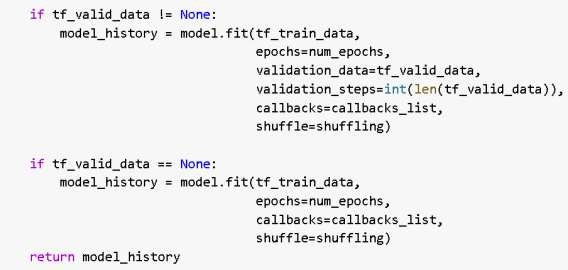 if tf_valid_data != None:
    model_history = model.fit(tf_train_data,
                              epochs=num_epochs,
                              validation_data=tf_valid_data,
                              validation_steps=int(len(tf_valid_data)),
                              callbacks=callbacks_list,
                              shuffle=shuffling)

if tf_valid_data == None:
    model_history = model.fit(tf_train_data,
                              epochs=num_epochs,
                              callbacks=callbacks_list,
                              shuffle=shuffling)
return model_history